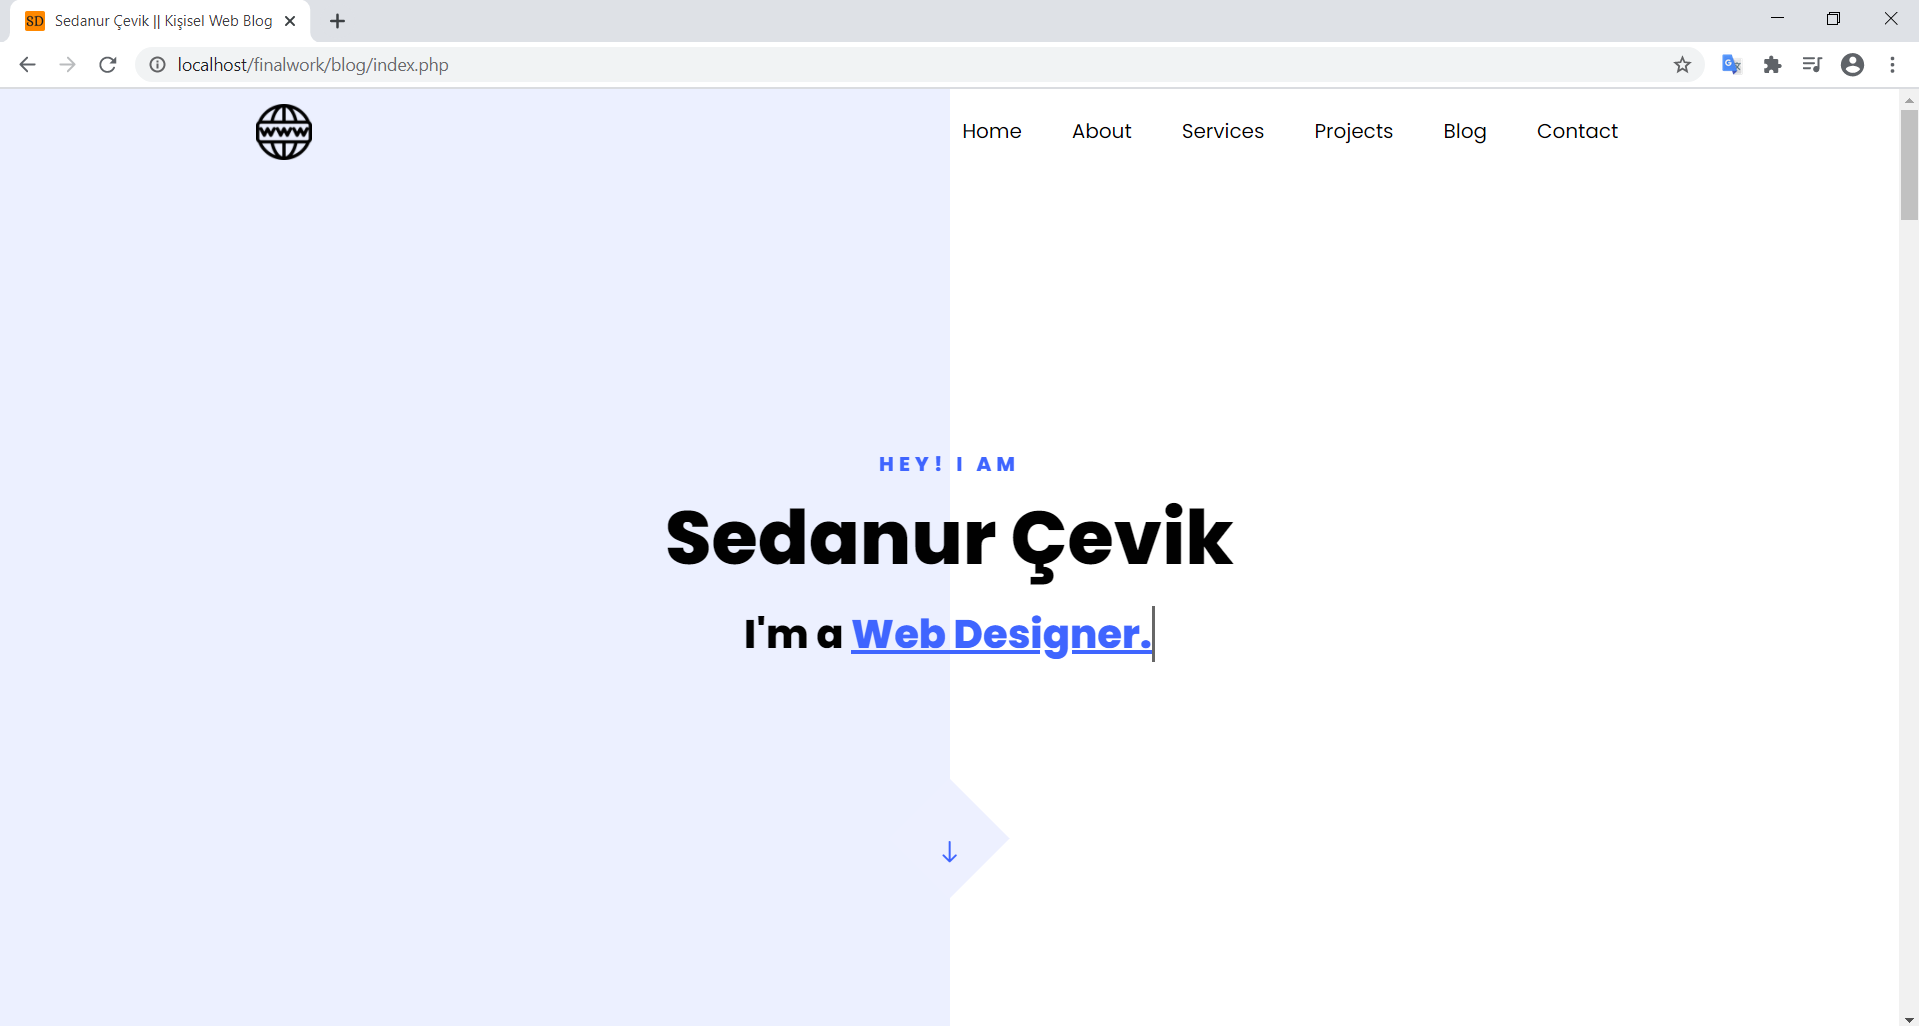 SD Sedanur Çevik || Kişisel Web Blog
localhost/finalwork/blog/index.php
WWW
Home About Services Projects Blog Contact
HEY! I AM
Sedanur Çevik
I'm a Web Designer.